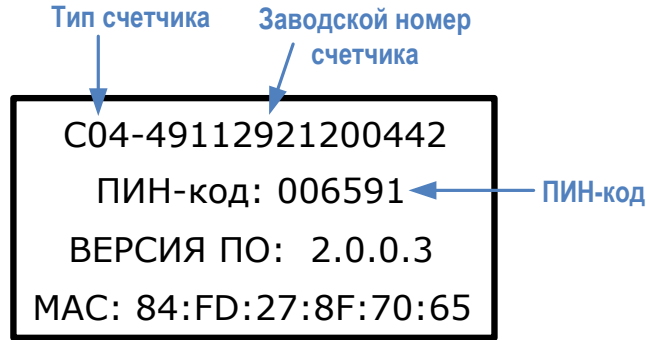 Тип счетчика
Заводской номер
счетчика
С04-49112921200442
ПИН-код: 006591
ПИН-код
ВЕРСИЯ ПО: 2.0.0.3
MAC: 84:FD:27:8F:70:65